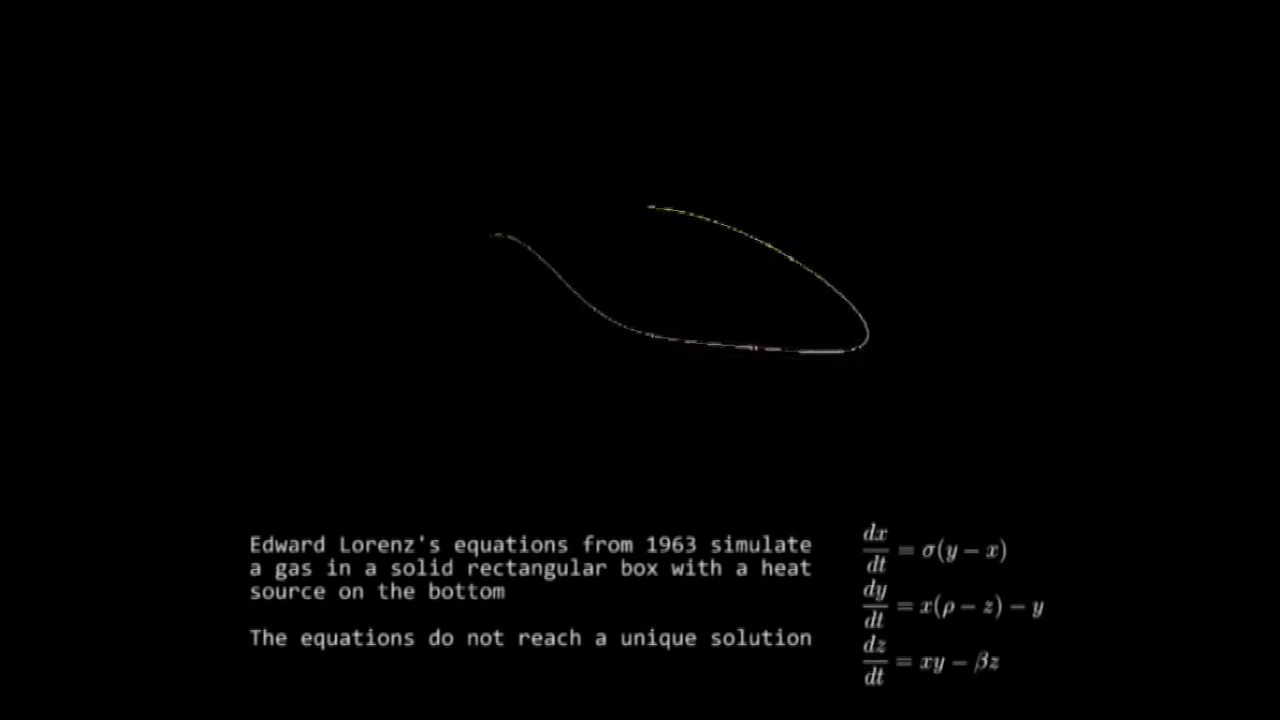 Edward Lorenz's equations from 1963 simulate
a gas in a solid rectangular box with a heat
source on the bottom
The equations do not reach a unique solution
dx/dt = σ(y − x)
dy/dt = x(ρ − z) − y
dz/dt = xy − βz